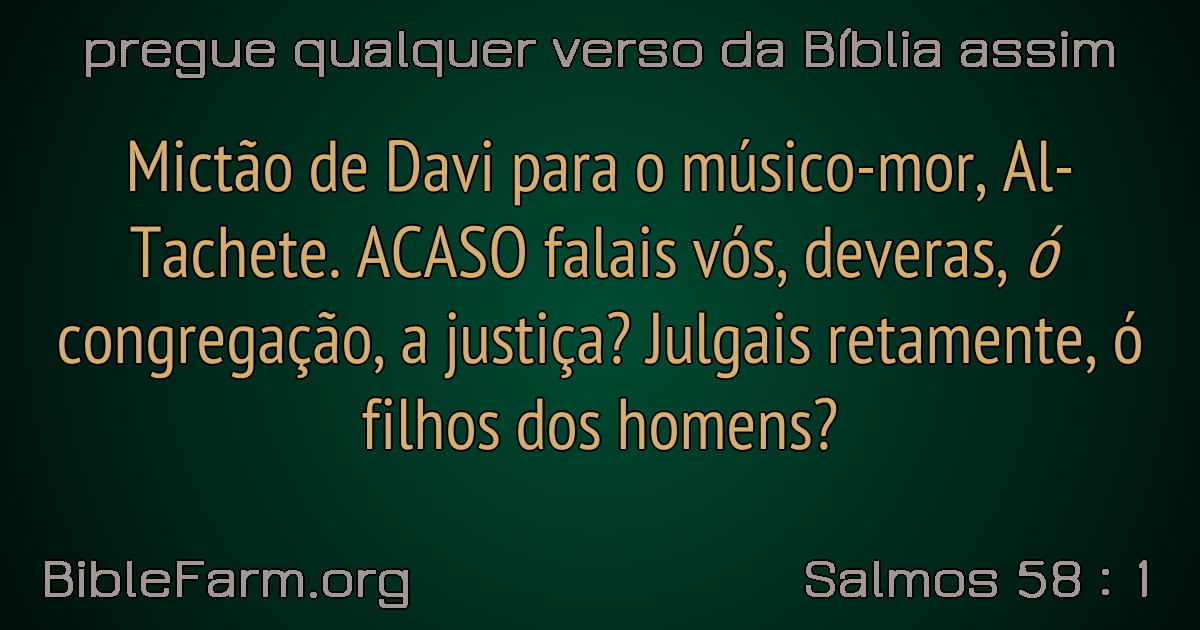 pregue qualquer verso da Bíblia assim
Mictão de Davi para o músico-mor, Al-
Tachete. ACASO falais vós, deveras, ó
congregação, a justiça? Julgais retamente, ó
filhos dos homens?
BibleFarm.org
Salmos 58 : 1